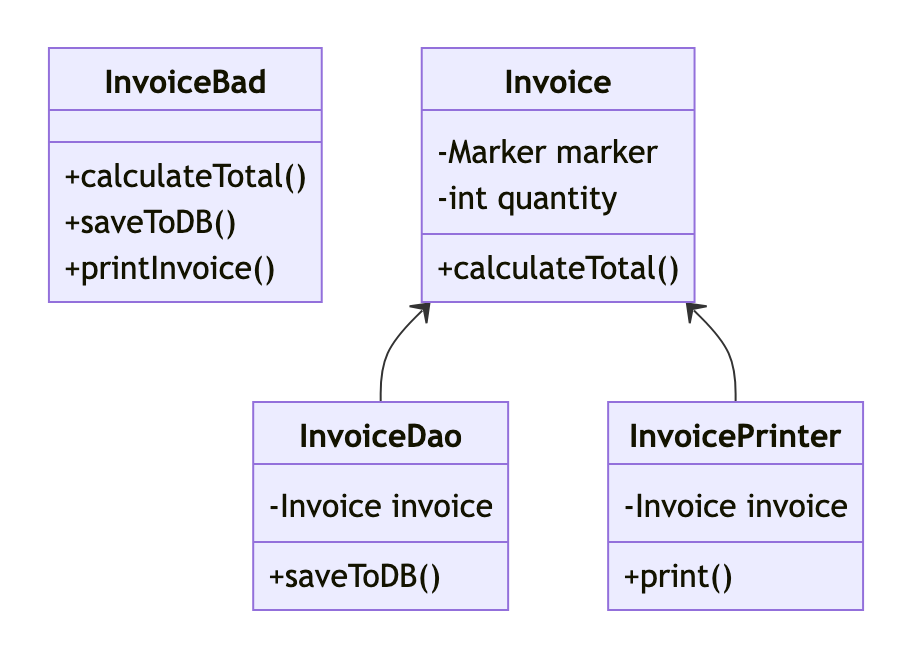 InvoiceBad
+calculateTotal()
+saveToDB()
+printInvoice()
Invoice
-Marker marker
-int quantity
+calculateTotal()
InvoiceDao
-Invoice invoice
+saveToDB()
InvoicePrinter
-Invoice invoice
+print()